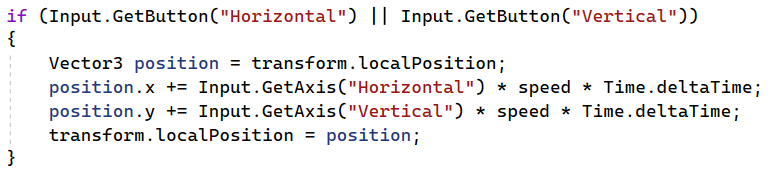 if (Input.GetButton("Horizontal") || Input.GetButton("Vertical"))
{
    Vector3 position = transform.localPosition;
    position.x += Input.GetAxis("Horizontal") * speed * Time.deltaTime;
    position.y += Input.GetAxis("Vertical") * speed * Time.deltaTime;
    transform.localPosition = position;
}